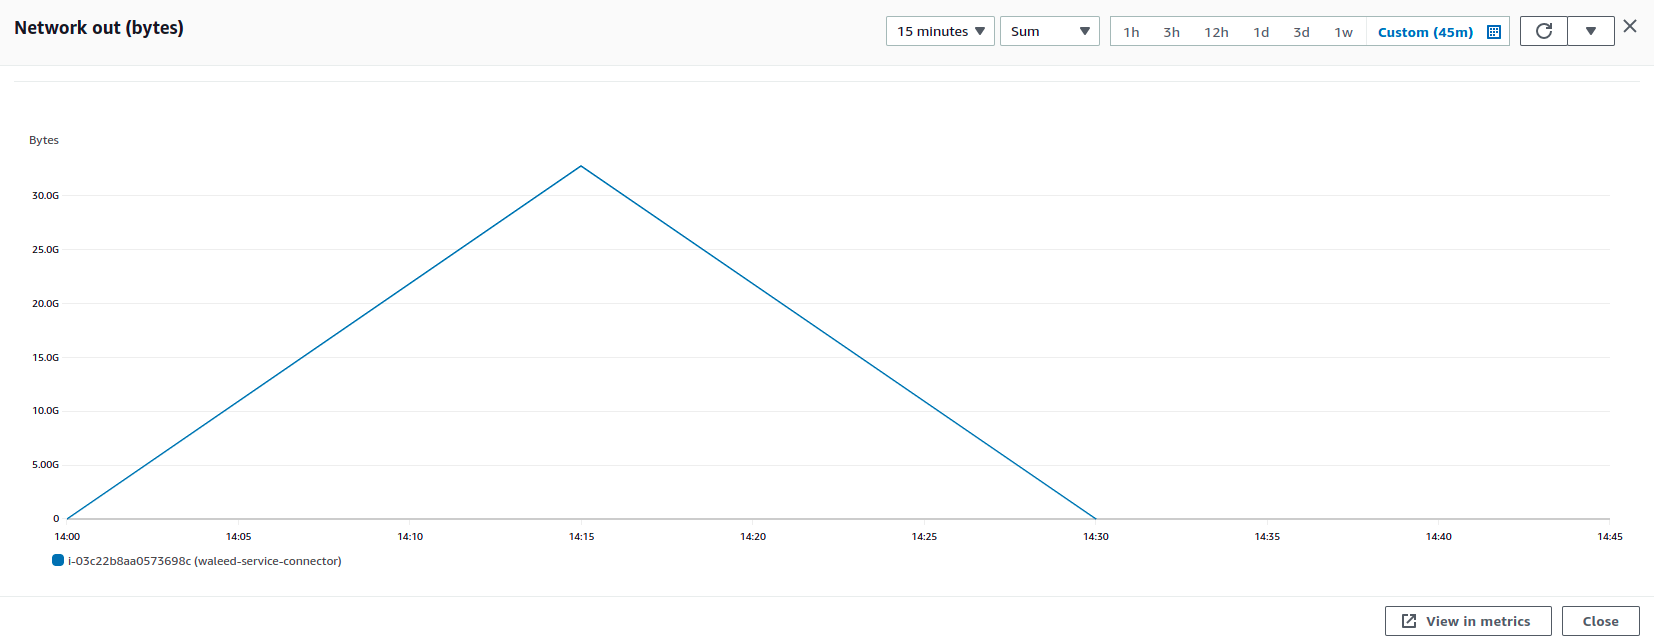 Network out (bytes)
15 minutes
Sum
1h 3h 12h 1d 3d 1w Custom (45m)
Bytes
30.0G
25.0G
20.0G
15.0G
10.0G
5.00G
0
14:00 14:05 14:10 14:15 14:20 14:25 14:30 14:35 14:40 14:45
i-03c22b8aa0573698c (waleed-service-connector)
View in metrics
Close